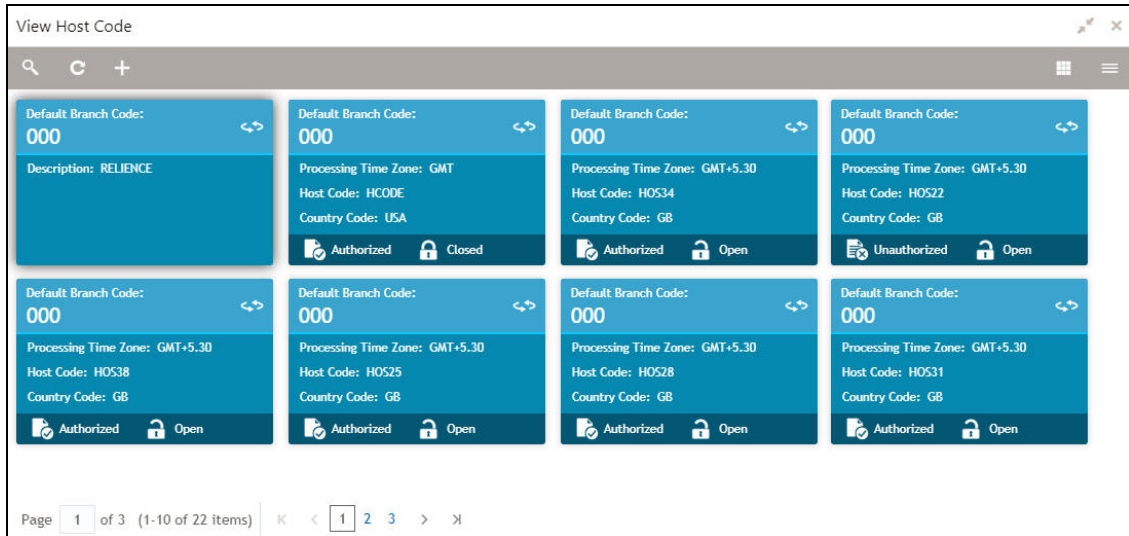 View Host Code
Default Branch Code:
000
Description: RELIENCE
Default Branch Code:
000
Processing Time Zone: GMT
Host Code: HCODE
Country Code: USA
Authorized Closed
Default Branch Code:
000
Processing Time Zone: GMT+5.30
Host Code: HOS34
Country Code: GB
Authorized Open
Default Branch Code:
000
Processing Time Zone: GMT+5.30
Host Code: HOS22
Country Code: GB
Unauthorized Open
Default Branch Code:
000
Processing Time Zone: GMT+5.30
Host Code: HOS38
Country Code: GB
Authorized Open
Default Branch Code:
000
Processing Time Zone: GMT+5.30
Host Code: HOS25
Country Code: GB
Authorized Open
Default Branch Code:
000
Processing Time Zone: GMT+5.30
Host Code: HOS28
Country Code: GB
Authorized Open
Default Branch Code:
000
Processing Time Zone: GMT+5.30
Host Code: HOS31
Country Code: GB
Authorized Open
Page 1 of 3 (1-10 of 22 items) 1 2 3